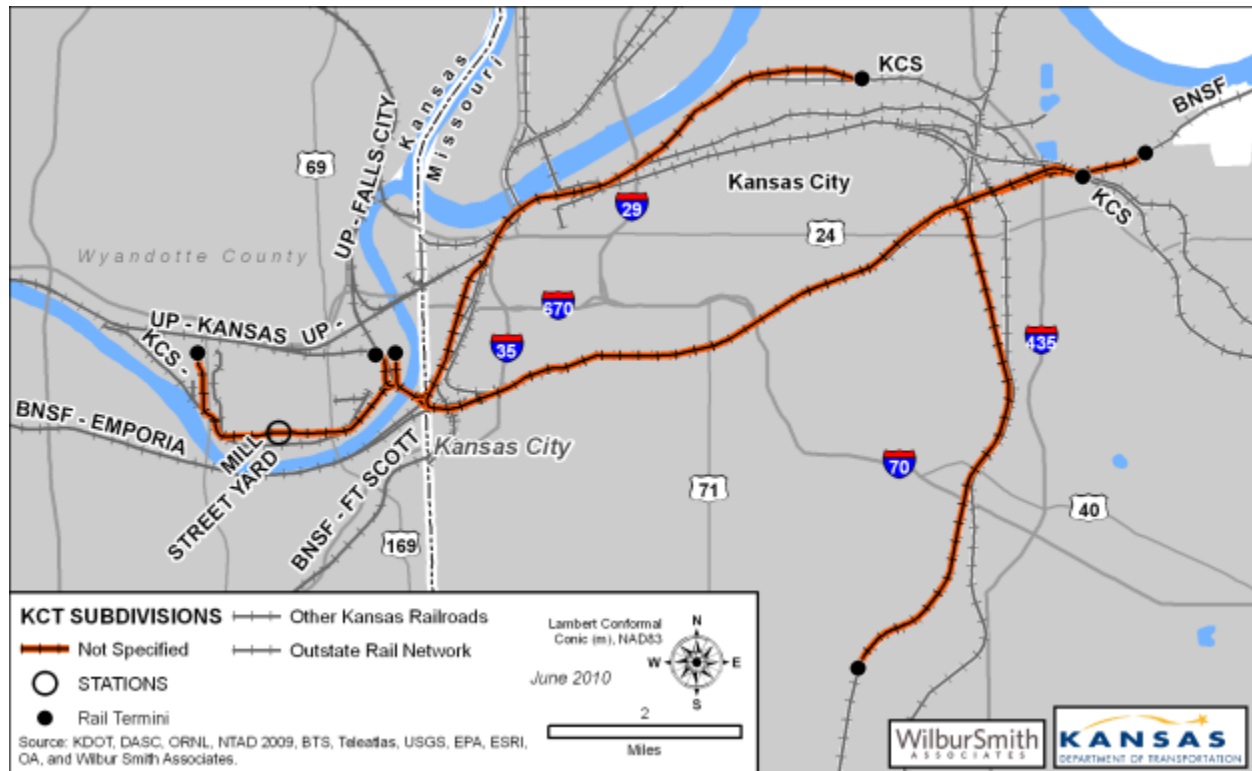 KCS
BNSF
Kansas
Missouri
69
UP - FALLS CITY
29
Kansas City
KCS
24
Wyandotte County
670
UP - KANSAS
UP -
35
435
KCS -
BNSF - EMPORIA
MILL
STREET YARD
Kansas City
BNSF - FT SCOTT
70
71
40
169
KCT SUBDIVISIONS
Not Specified
STATIONS
Rail Termini
Other Kansas Railroads
Outstate Rail Network
Lambert Conformal
Conic (m), NAD83
June 2010
N
W
E
S
2
Miles
Source: KDOT, DASC, ORNL, NTAD 2009, BTS, Teleatlas, USGS, EPA, ESRI,
OA, and Wilbur Smith Associates.
WilburSmith
ASSOCIATES
KANSAS
DEPARTMENT OF TRANSPORTATION